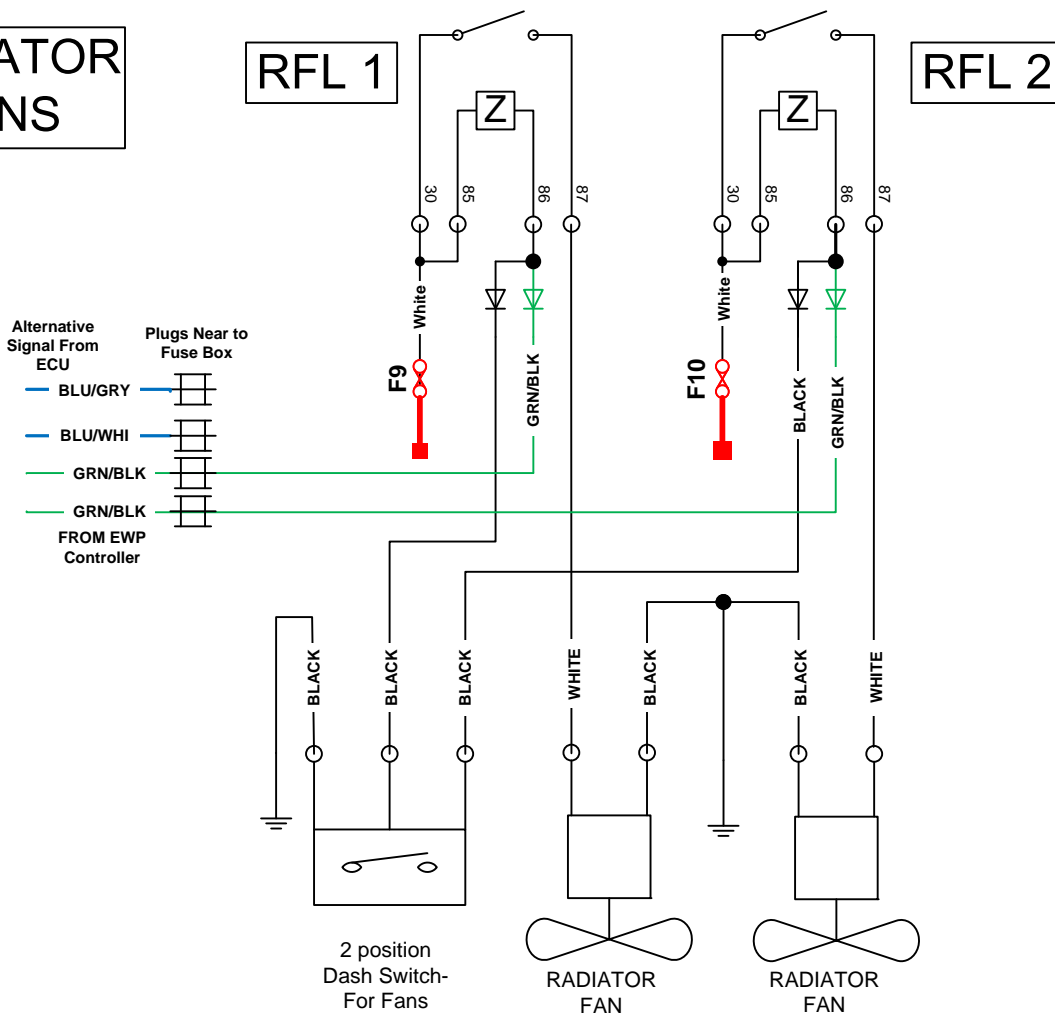 ATOR
NS
RFL 1
RFL 2
Z
Z
30
85
86
87
30
85
86
87
White
White
F9
F10
GRN/BLK
BLACK
GRN/BLK
Alternative
Signal From
ECU
Plugs Near to
Fuse Box
BLU/GRY
BLU/WHI
GRN/BLK
GRN/BLK
FROM EWP
Controller
BLACK
BLACK
BLACK
WHITE
BLACK
BLACK
WHITE
2 position
Dash Switch-
For Fans
RADIATOR
FAN
RADIATOR
FAN